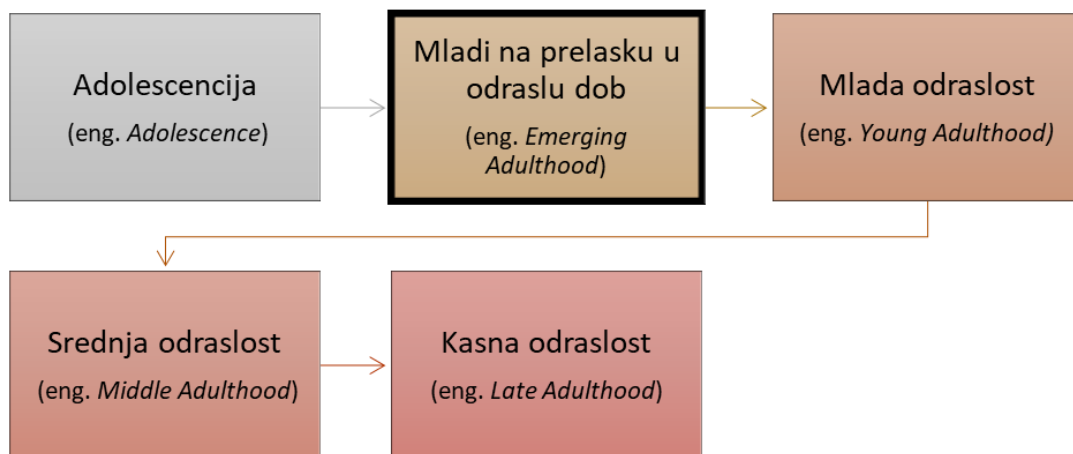 Adolescencija
(eng. Adolescence)
Mladi na prelasku u
odraslu dob
(eng. Emerging
Adulthood)
Mlada odraslost
(eng. Young Adulthood)
Srednja odraslost
(eng. Middle Adulthood)
Kasna odraslost
(eng. Late Adulthood)